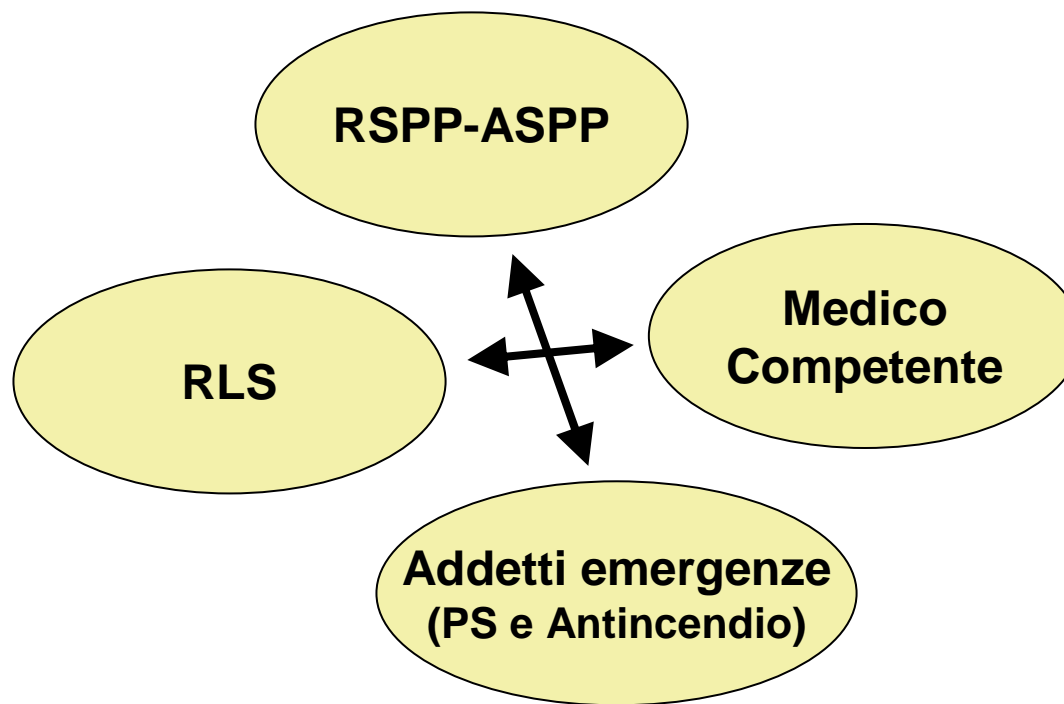 RSPP-ASPP
RLS
Medico
Competente
Addetti emergenze
(PS e Antincendio)